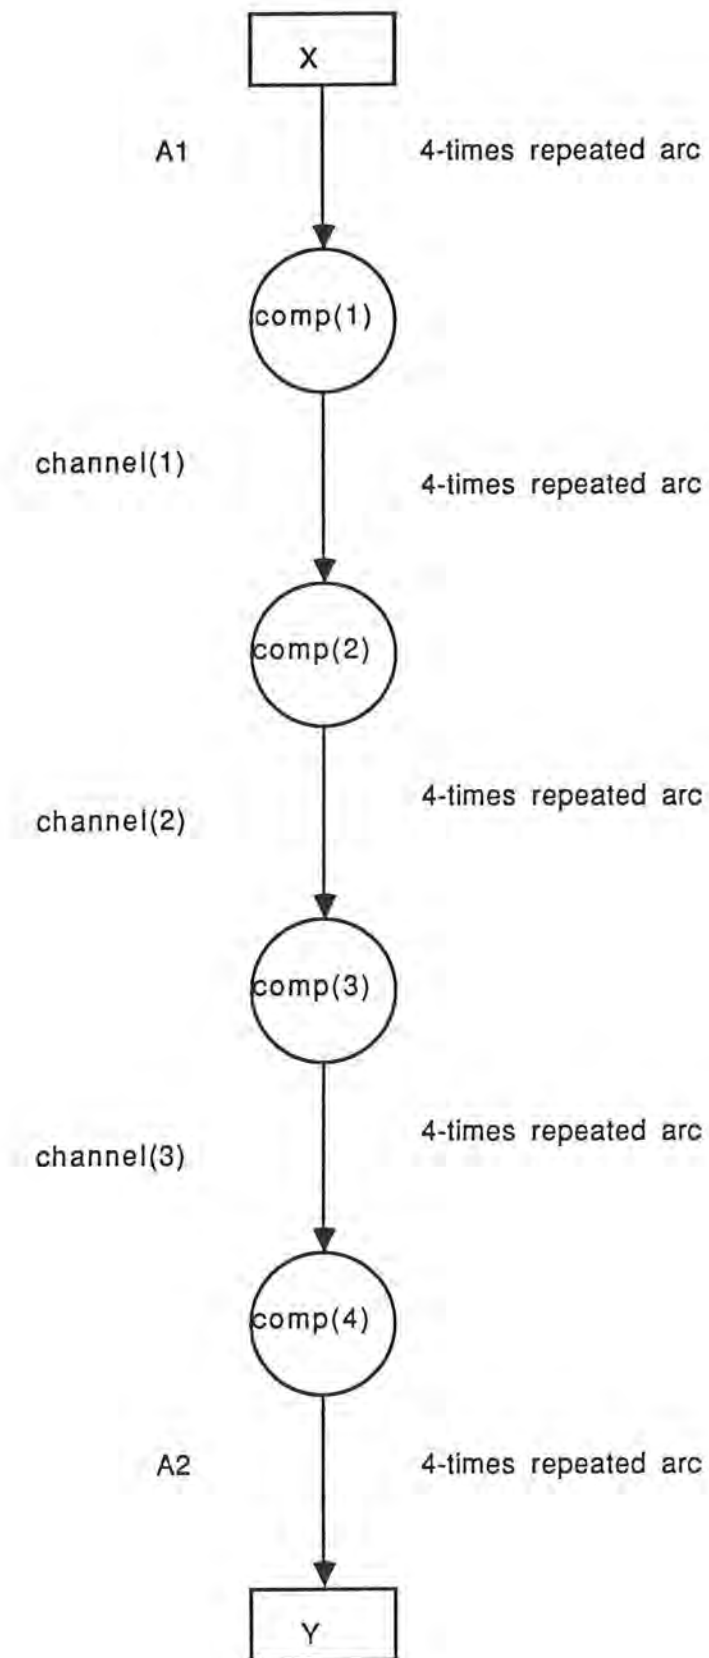 X
A1
4-times repeated arc
comp(1)
channel(1)
4-times repeated arc
comp(2)
4-times repeated arc
channel(2)
comp(3)
4-times repeated arc
channel(3)
comp(4)
A2
4-times repeated arc
Y